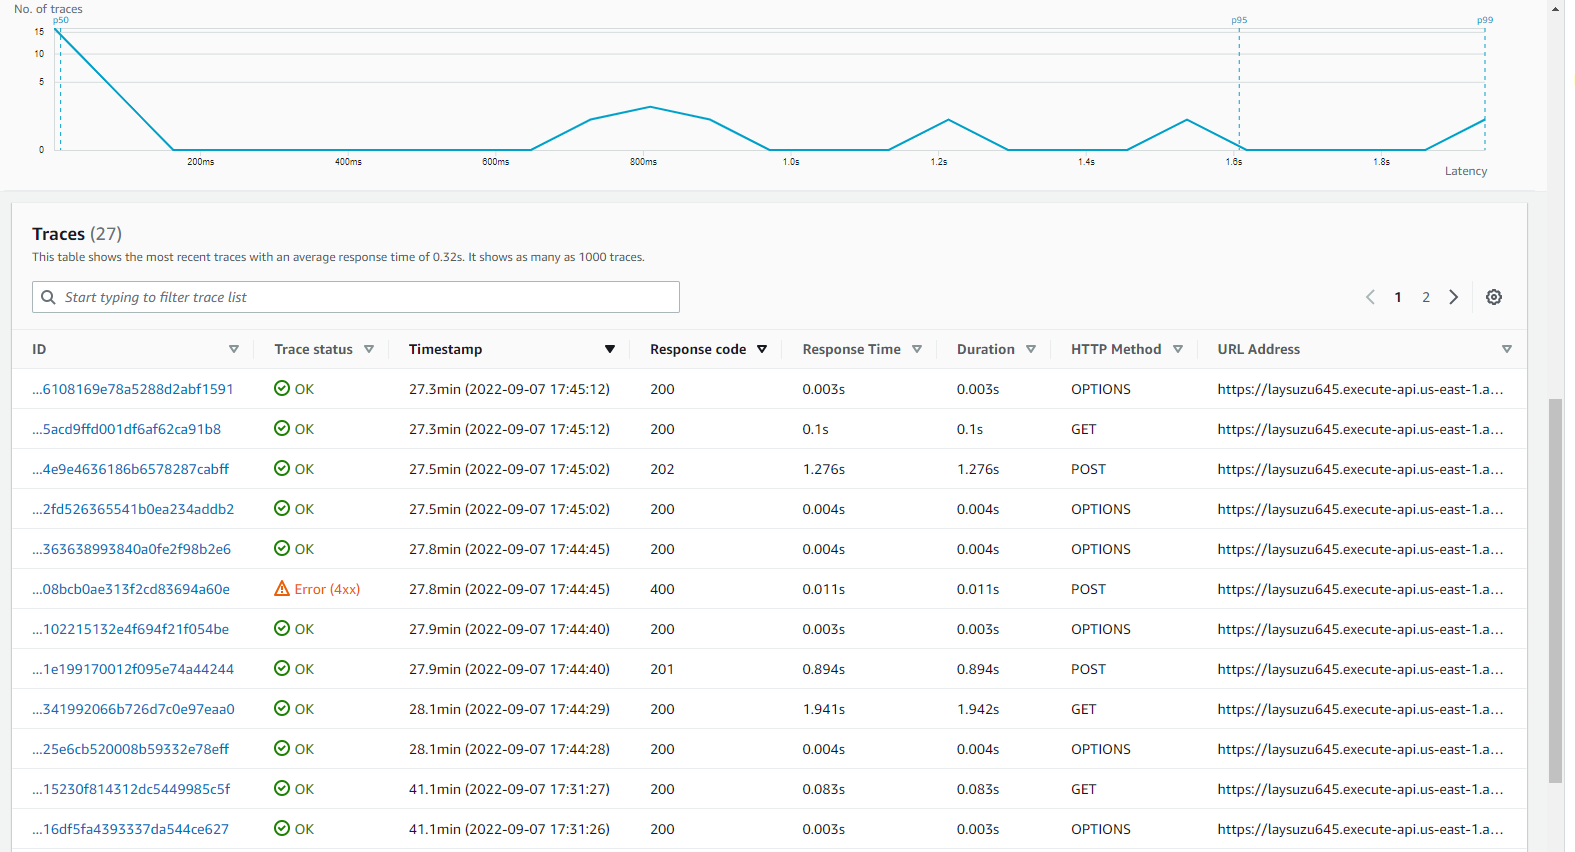 No. of traces
p50 p95 p99
15
10
5
0
200ms 400ms 600ms 800ms 1.0s 1.2s 1.4s 1.6s 1.8s
Latency
Traces (27)
This table shows the most recent traces with an average response time of 0.32s. It shows as many as 1000 traces.
Start typing to filter trace list 1 2
ID Trace status Timestamp Response code Response Time Duration HTTP Method URL Address
...6108169e78a5288d2abf1591 OK 27.3min (2022-09-07 17:45:12) 200 0.003s 0.003s OPTIONS https://laysuzu645.execute-api.us-east-1.a...
...5acd9ffd001df6af62ca91b8 OK 27.3min (2022-09-07 17:45:12) 200 0.1s 0.1s GET https://laysuzu645.execute-api.us-east-1.a...
...4e9e4636186b6578287cabff OK 27.5min (2022-09-07 17:45:02) 202 1.276s 1.276s POST https://laysuzu645.execute-api.us-east-1.a...
...2fd526365541b0ea234addb2 OK 27.5min (2022-09-07 17:45:02) 200 0.004s 0.004s OPTIONS https://laysuzu645.execute-api.us-east-1.a...
...363638993840a0fe2f98b2e6 OK 27.8min (2022-09-07 17:44:45) 200 0.004s 0.004s OPTIONS https://laysuzu645.execute-api.us-east-1.a...
...08bcb0ae313f2cd83694a60e Error (4xx) 27.8min (2022-09-07 17:44:45) 400 0.011s 0.011s POST https://laysuzu645.execute-api.us-east-1.a...
...102215132e4f694f21f054be OK 27.9min (2022-09-07 17:44:40) 200 0.003s 0.003s OPTIONS https://laysuzu645.execute-api.us-east-1.a...
...1e199170012f095e74a44244 OK 27.9min (2022-09-07 17:44:40) 201 0.894s 0.894s POST https://laysuzu645.execute-api.us-east-1.a...
...341992066b726d7c0e97eaa0 OK 28.1min (2022-09-07 17:44:29) 200 1.941s 1.942s GET https://laysuzu645.execute-api.us-east-1.a...
...25e6cb520008b59332e78eff OK 28.1min (2022-09-07 17:44:28) 200 0.004s 0.004s OPTIONS https://laysuzu645.execute-api.us-east-1.a...
...15230f814312dc5449985c5f OK 41.1min (2022-09-07 17:31:27) 200 0.083s 0.083s GET https://laysuzu645.execute-api.us-east-1.a...
...16df5fa4393337da544ce627 OK 41.1min (2022-09-07 17:31:26) 200 0.003s 0.003s OPTIONS https://laysuzu645.execute-api.us-east-1.a...